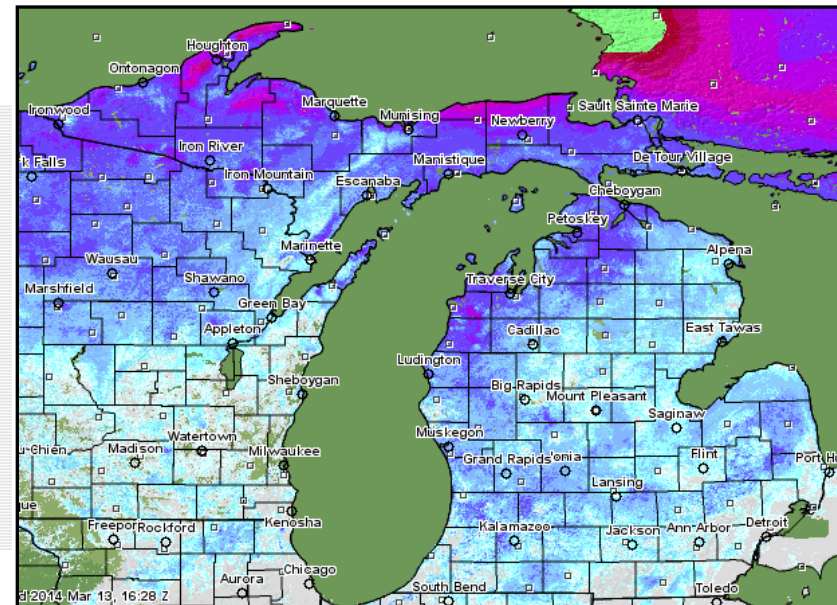 Houghton
Ontonagon
Ironwood
Marquette
Munising
Newberry
Sault Sainte Marie
Iron River
k Falls
Iron Mountain
Escanaba
Manistique
De Tour Village
Cheboygan
Petoskey
Marinette
Alpena
Wausau
Shawano
Traverse City
Marshfield
Green Bay
Appleton
Cadillac
East Tawas
Ludington
Sheboygan
Big Rapids
Mount Pleasant
Saginaw
u-Chien
Madison
Watertown
Milwaukee
Muskegon
Grand Rapids
onia
Flint
Port Hu
Lansing
que
Freepor
Rockford
Kenosha
Kalamazoo
Jackson
Ann Arbor
Detroit
Aurora
Chicago
South Bend
Toledo
d 2014 Mar 13, 16:28 Z